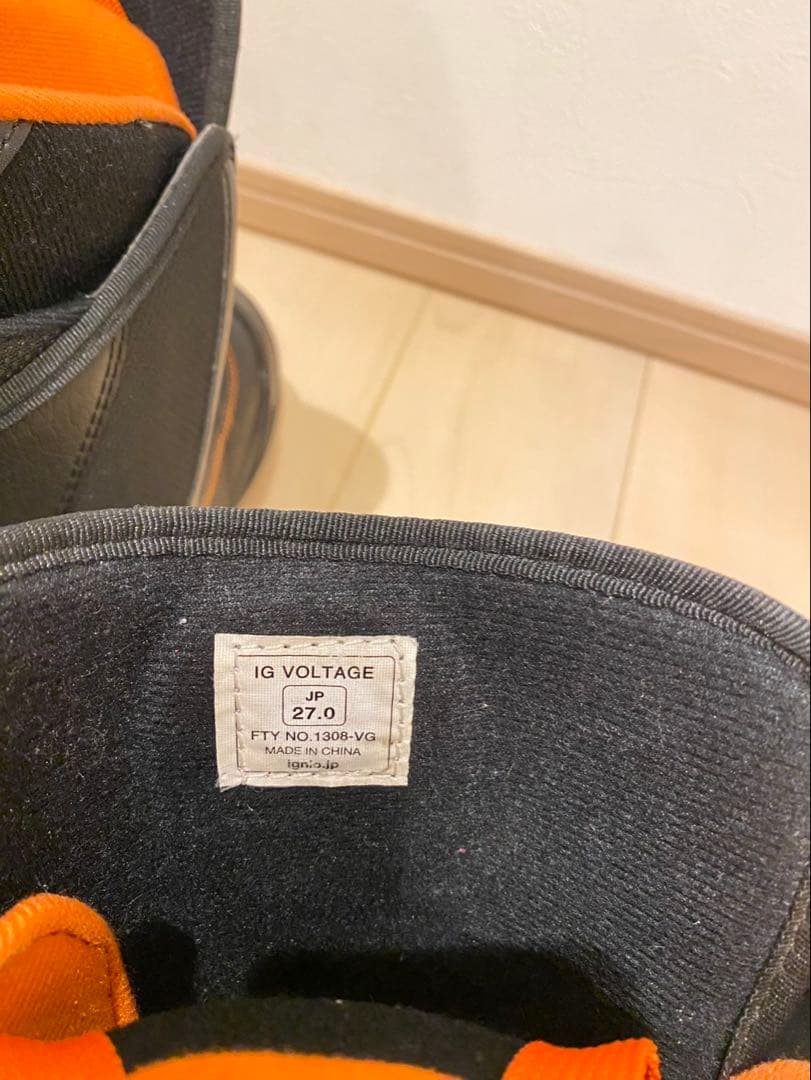 IG VOLTAGE
JP
27.0
FTY NO.1308-VG
MADE IN CHINA
ignio.jp